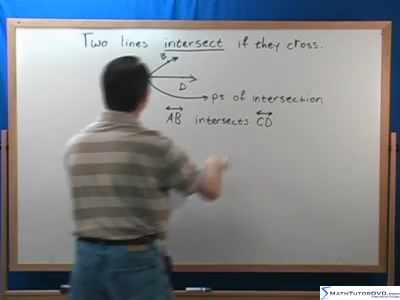 Two lines intersect if they cross.
B
D
pt of intersection
AB intersects CD
MathTutorDVD.com